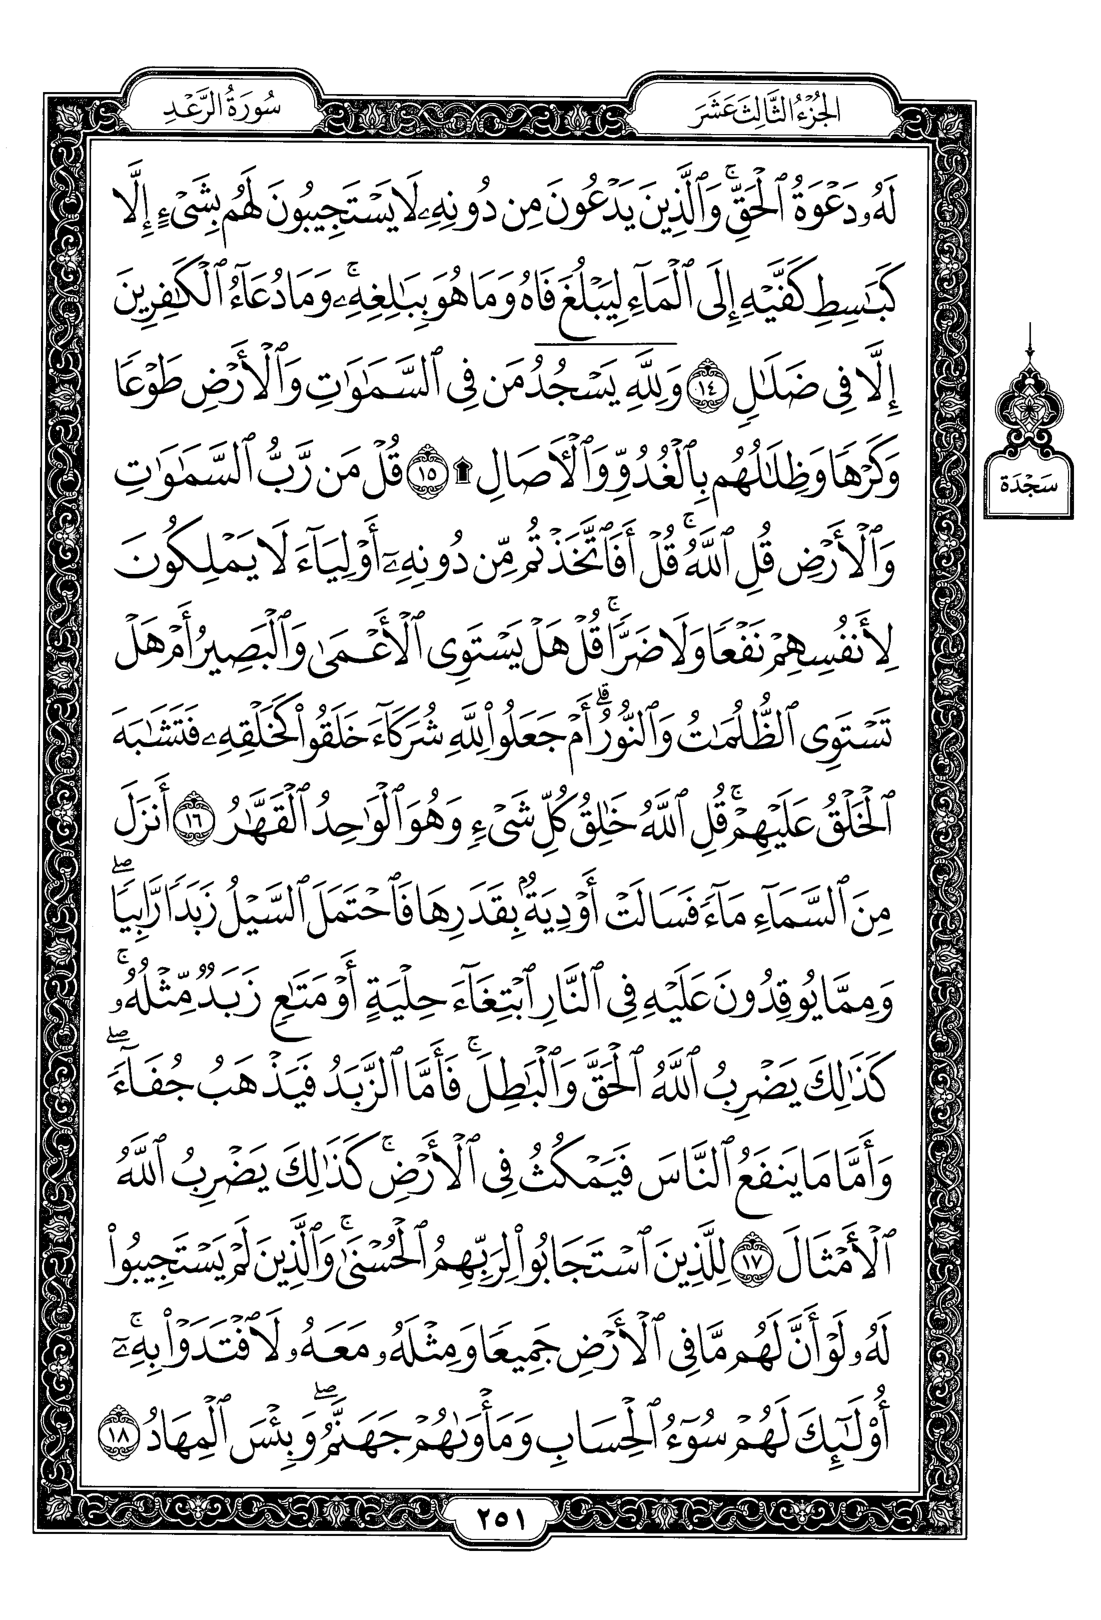 الجُزْءُ الثَّالِثَ عَشَرَ
سُورَةُ الرَّعْدِ
لَهُۥ دَعْوَةُ ٱلْحَقِّۚ وَٱلَّذِينَ يَدْعُونَ مِن دُونِهِۦ لَا يَسْتَجِيبُونَ لَهُم بِشَىْءٍ إِلَّا
كَبَـٰسِطِ كَفَّيْهِ إِلَى ٱلْمَآءِ لِيَبْلُغَ فَاهُ وَمَا هُوَ بِبَـٰلِغِهِۦۚ وَمَا دُعَآءُ ٱلْكَـٰفِرِينَ
إِلَّا فِى ضَلَـٰلٍ ١٤ وَلِلَّهِ يَسْجُدُ مَن فِى ٱلسَّمَـٰوَٰتِ وَٱلْأَرْضِ طَوْعًا
وَكَرْهًا وَظِلَـٰلُهُم بِٱلْغُدُوِّ وَٱلْـَٔاصَالِ ۩ ١٥ قُلْ مَن رَّبُّ ٱلسَّمَـٰوَٰتِ
وَٱلْأَرْضِ قُلِ ٱللَّهُۚ قُلْ أَفَٱتَّخَذْتُم مِّن دُونِهِۦٓ أَوْلِيَآءَ لَا يَمْلِكُونَ
لِأَنفُسِهِمْ نَفْعًا وَلَا ضَرًّاۚ قُلْ هَلْ يَسْتَوِى ٱلْأَعْمَىٰ وَٱلْبَصِيرُ أَمْ هَلْ
تَسْتَوِى ٱلظُّلُمَـٰتُ وَٱلنُّورُۗ أَمْ جَعَلُوا۟ لِلَّهِ شُرَكَآءَ خَلَقُوا۟ كَخَلْقِهِۦ فَتَشَـٰبَهَ
ٱلْخَلْقُ عَلَيْهِمْۚ قُلِ ٱللَّهُ خَـٰلِقُ كُلِّ شَىْءٍ وَهُوَ ٱلْوَٰحِدُ ٱلْقَهَّـٰرُ ١٦ أَنزَلَ
مِنَ ٱلسَّمَآءِ مَآءً فَسَالَتْ أَوْدِيَةٌۢ بِقَدَرِهَا فَٱحْتَمَلَ ٱلسَّيْلُ زَبَدًا رَّابِيًاۖ
وَمِمَّا يُوقِدُونَ عَلَيْهِ فِى ٱلنَّارِ ٱبْتِغَآءَ حِلْيَةٍ أَوْ مَتَـٰعٍ زَبَدٌ مِّثْلُهُۥۚ
كَذَٰلِكَ يَضْرِبُ ٱللَّهُ ٱلْحَقَّ وَٱلْبَـٰطِلَۚ فَأَمَّا ٱلزَّبَدُ فَيَذْهَبُ جُفَآءًۖ
وَأَمَّا مَا يَنفَعُ ٱلنَّاسَ فَيَمْكُثُ فِى ٱلْأَرْضِۚ كَذَٰلِكَ يَضْرِبُ ٱللَّهُ
ٱلْأَمْثَالَ ١٧ لِلَّذِينَ ٱسْتَجَابُوا۟ لِرَبِّهِمُ ٱلْحُسْنَىٰۚ وَٱلَّذِينَ لَمْ يَسْتَجِيبُوا۟
لَهُۥ لَوْ أَنَّ لَهُم مَّا فِى ٱلْأَرْضِ جَمِيعًا وَمِثْلَهُۥ مَعَهُۥ لَٱفْتَدَوْا۟ بِهِۦٓۚ
أُو۟لَـٰٓئِكَ لَهُمْ سُوٓءُ ٱلْحِسَابِ وَمَأْوَىٰهُمْ جَهَنَّمُۖ وَبِئْسَ ٱلْمِهَادُ ١٨
سَجْدَة
٢٥١